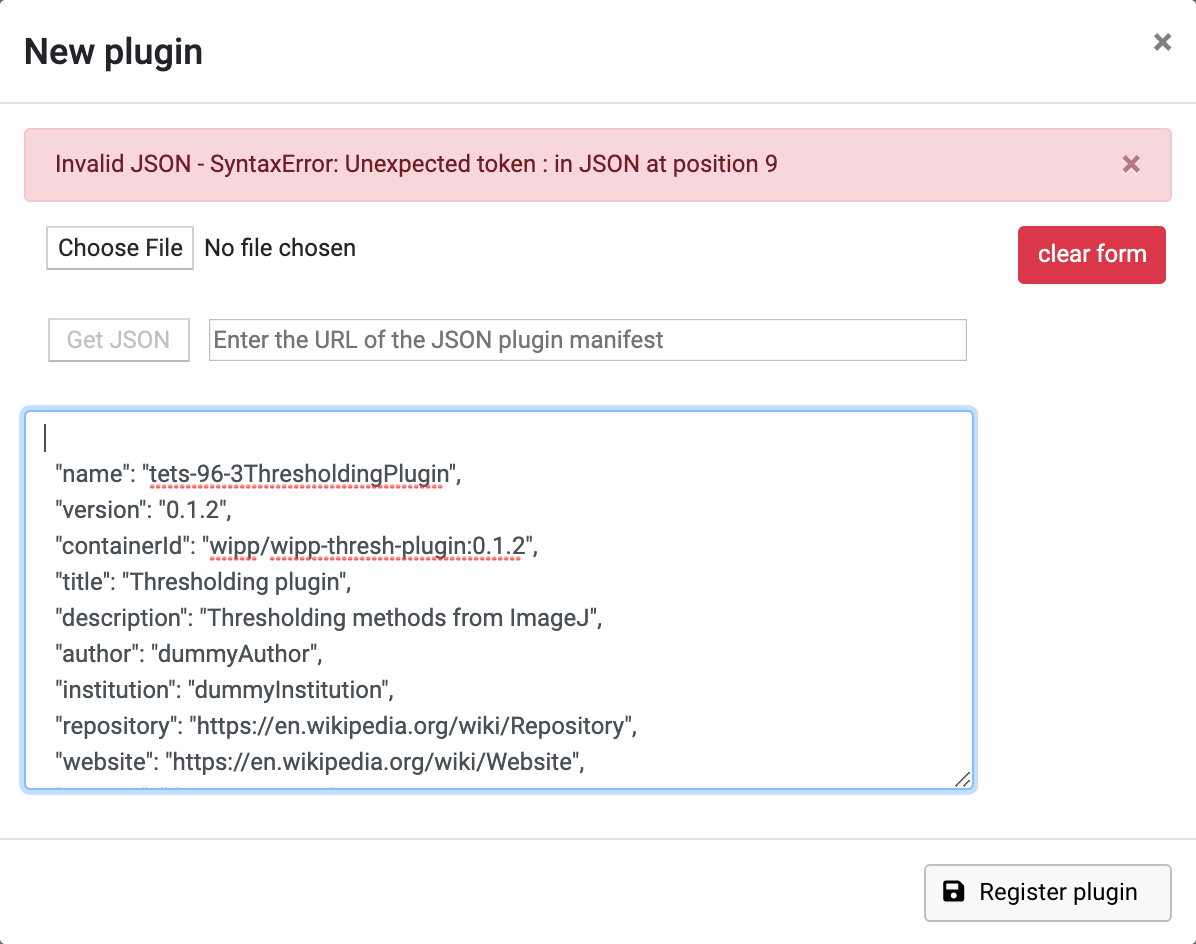 New plugin
×
Invalid JSON - SyntaxError: Unexpected token : in JSON at position 9
×
Choose File No file chosen
clear form
Get JSON
Enter the URL of the JSON plugin manifest
"name": "tets-96-3ThresholdingPlugin",
"version": "0.1.2",
"containerId": "wipp/wipp-thresh-plugin:0.1.2",
"title": "Thresholding plugin",
"description": "Thresholding methods from ImageJ",
"author": "dummyAuthor",
"institution": "dummyInstitution",
"repository": "https://en.wikipedia.org/wiki/Repository",
"website": "https://en.wikipedia.org/wiki/Website",
Register plugin